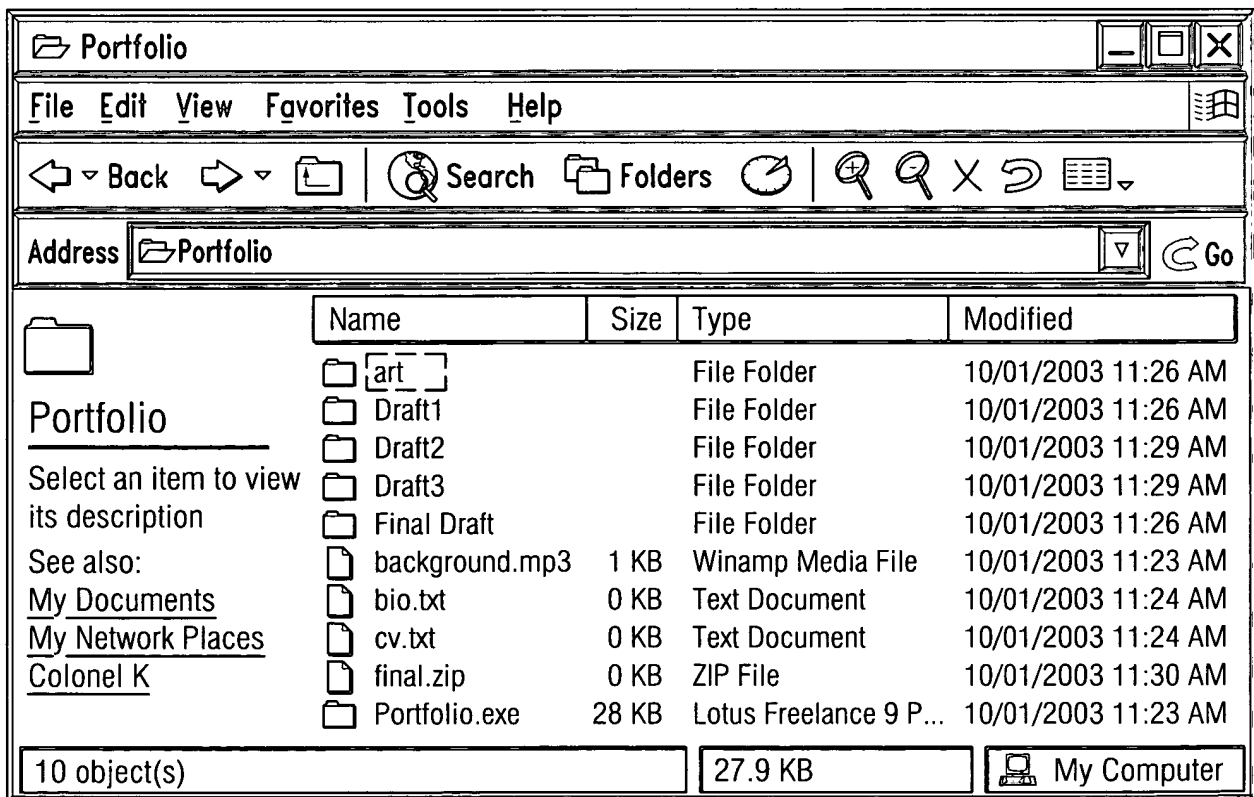 Portfolio
File Edit View Favorites Tools Help
Back Search Folders
Address Portfolio Go
Name Size Type Modified
art File Folder 10/01/2003 11:26 AM
Draft1 File Folder 10/01/2003 11:26 AM
Draft2 File Folder 10/01/2003 11:29 AM
Draft3 File Folder 10/01/2003 11:29 AM
Final Draft File Folder 10/01/2003 11:26 AM
background.mp3 1 KB Winamp Media File 10/01/2003 11:23 AM
bio.txt 0 KB Text Document 10/01/2003 11:24 AM
cv.txt 0 KB Text Document 10/01/2003 11:24 AM
final.zip 0 KB ZIP File 10/01/2003 11:30 AM
Portfolio.exe 28 KB Lotus Freelance 9 P... 10/01/2003 11:23 AM
Portfolio
Select an item to view
its description
See also:
My Documents
My Network Places
Colonel K
10 object(s) 27.9 KB My Computer